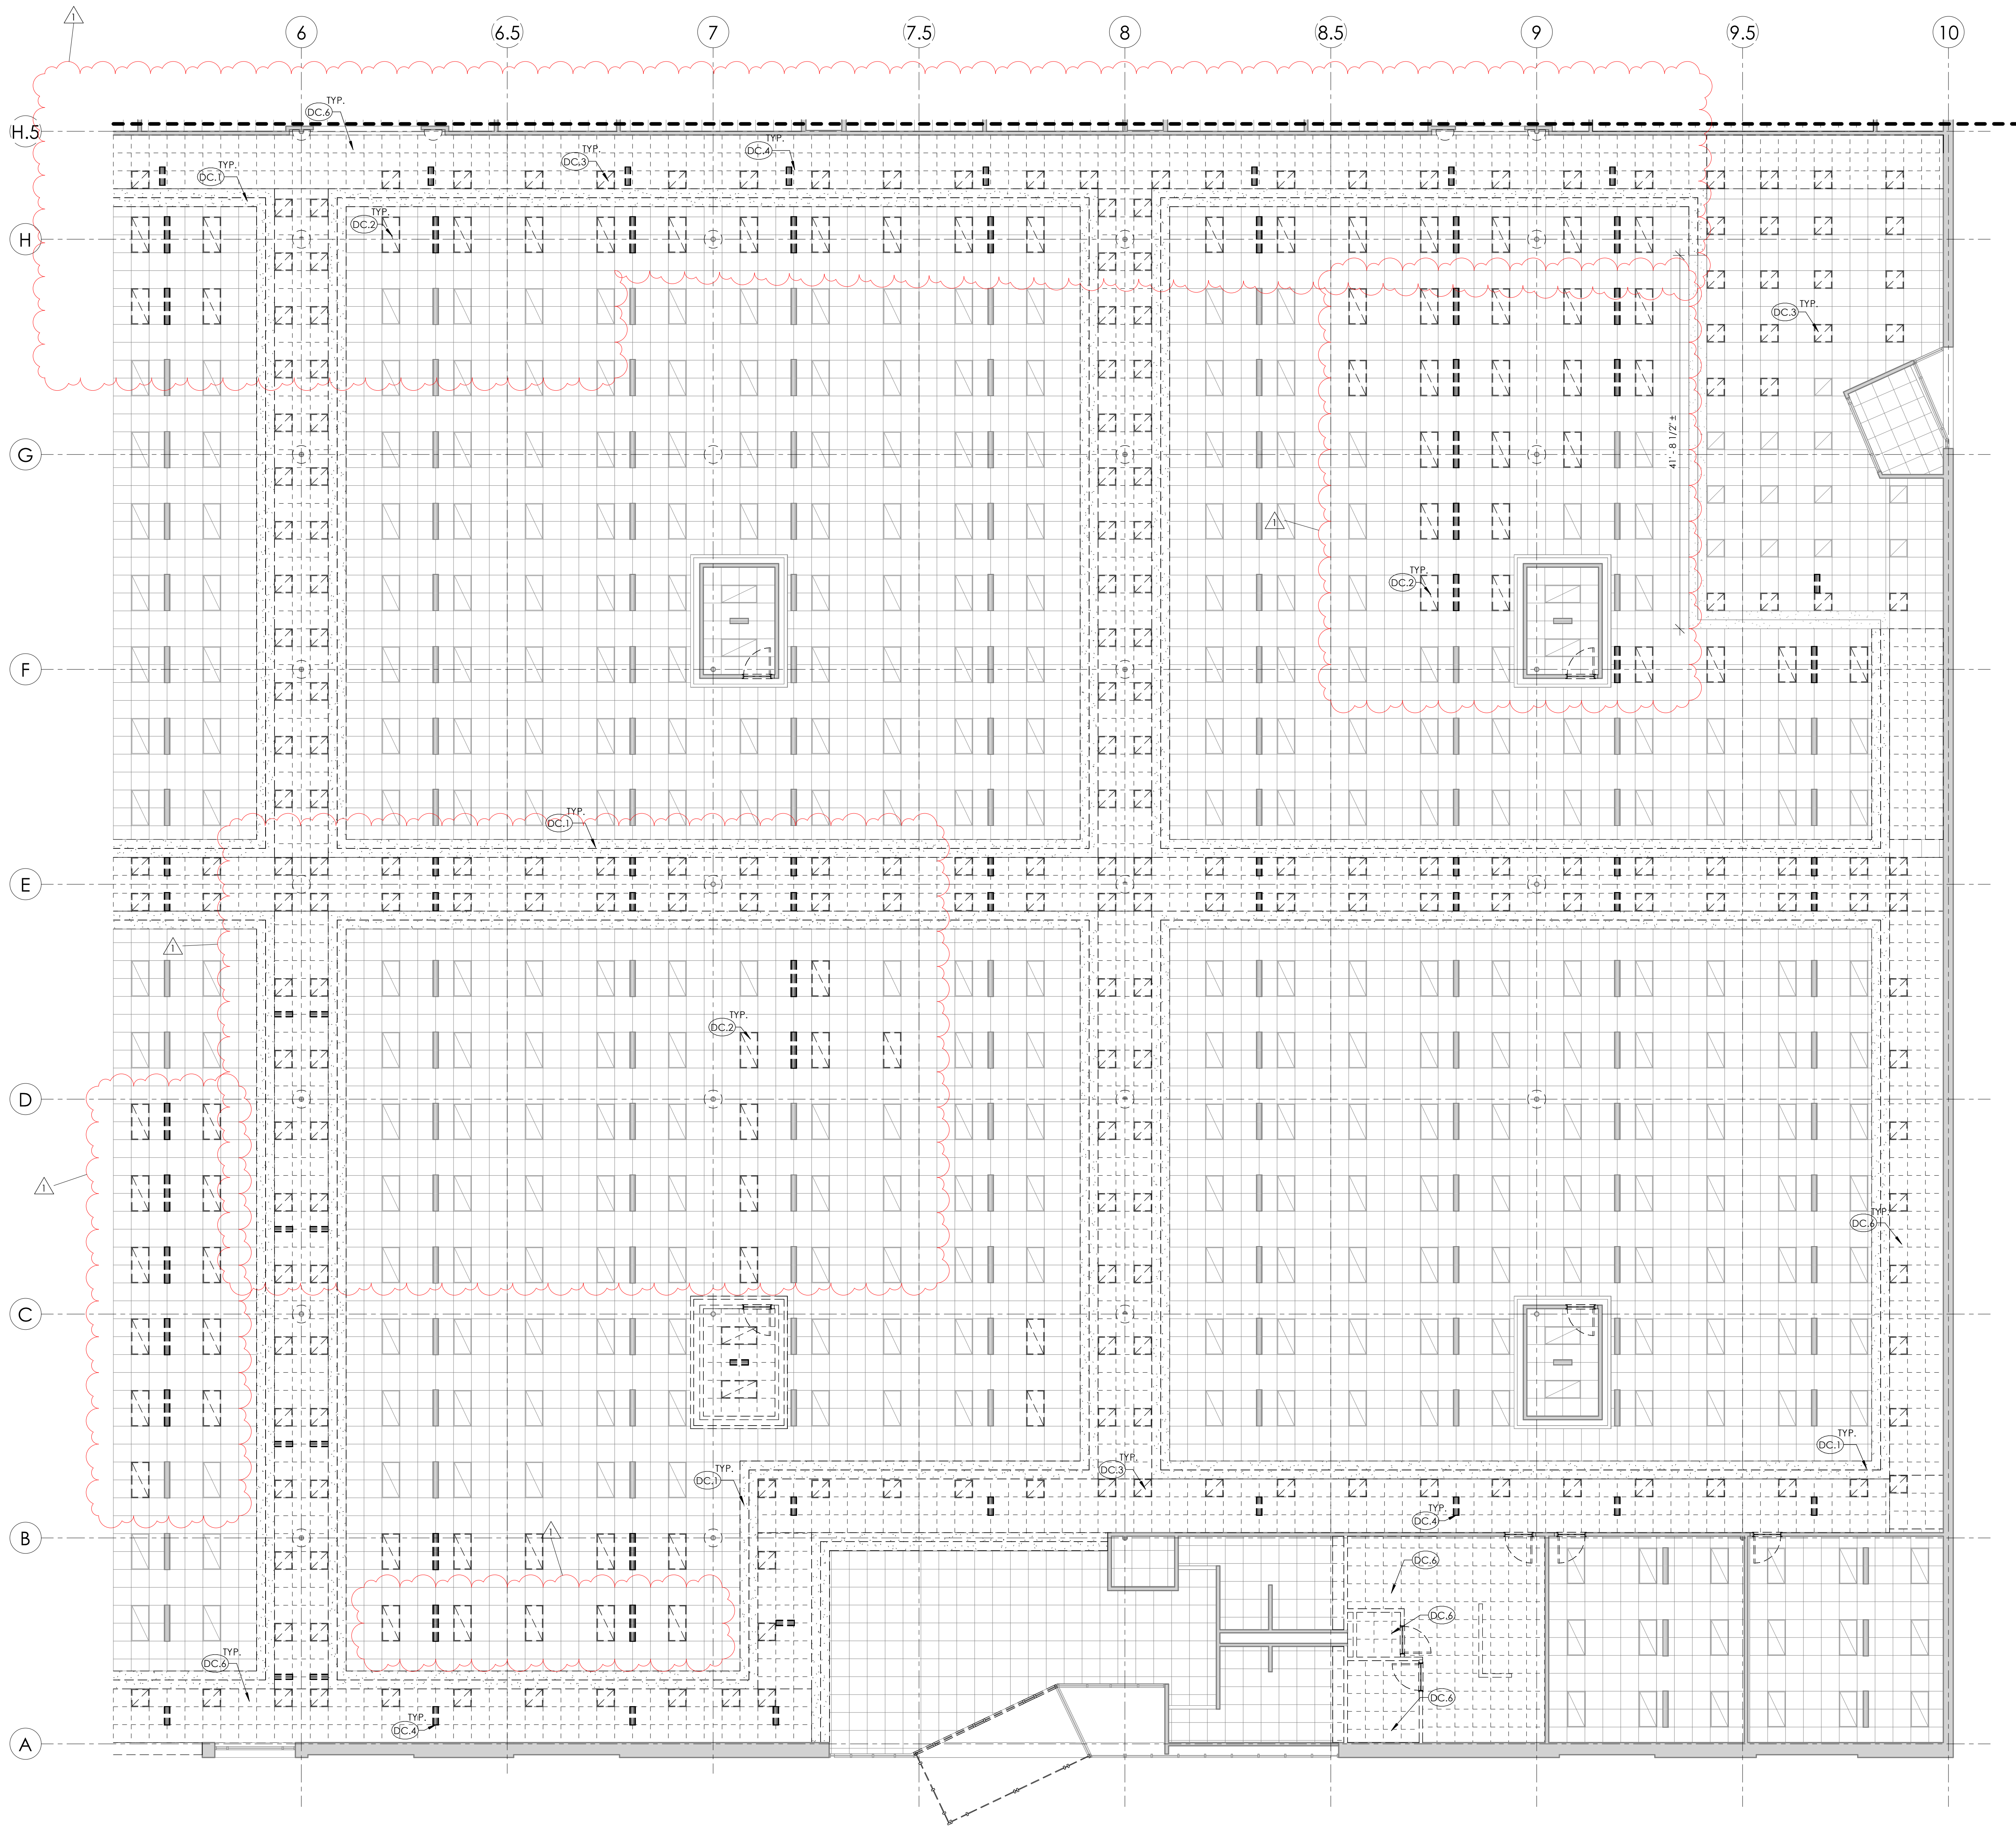 1
6
6.5
7
7.5
8
8.5
9
9.5
10
H.5
TYP.
DC.6
TYP.
DC.4
TYP.
DC.3
TYP.
DC.1
TYP.
DC.2
H
TYP.
DC.3
41' - 8 1/2" ±
G
1
TYP.
DC.2
F
TYP.
DC.1
E
1
TYP.
DC.2
D
1
TYP.
DC.6
C
TYP.
DC.1
TYP.
DC.3
TYP.
DC.1
TYP.
DC.4
1
B
DC.6
DC.6
TYP.
DC.6
DC.6
TYP.
DC.4
A